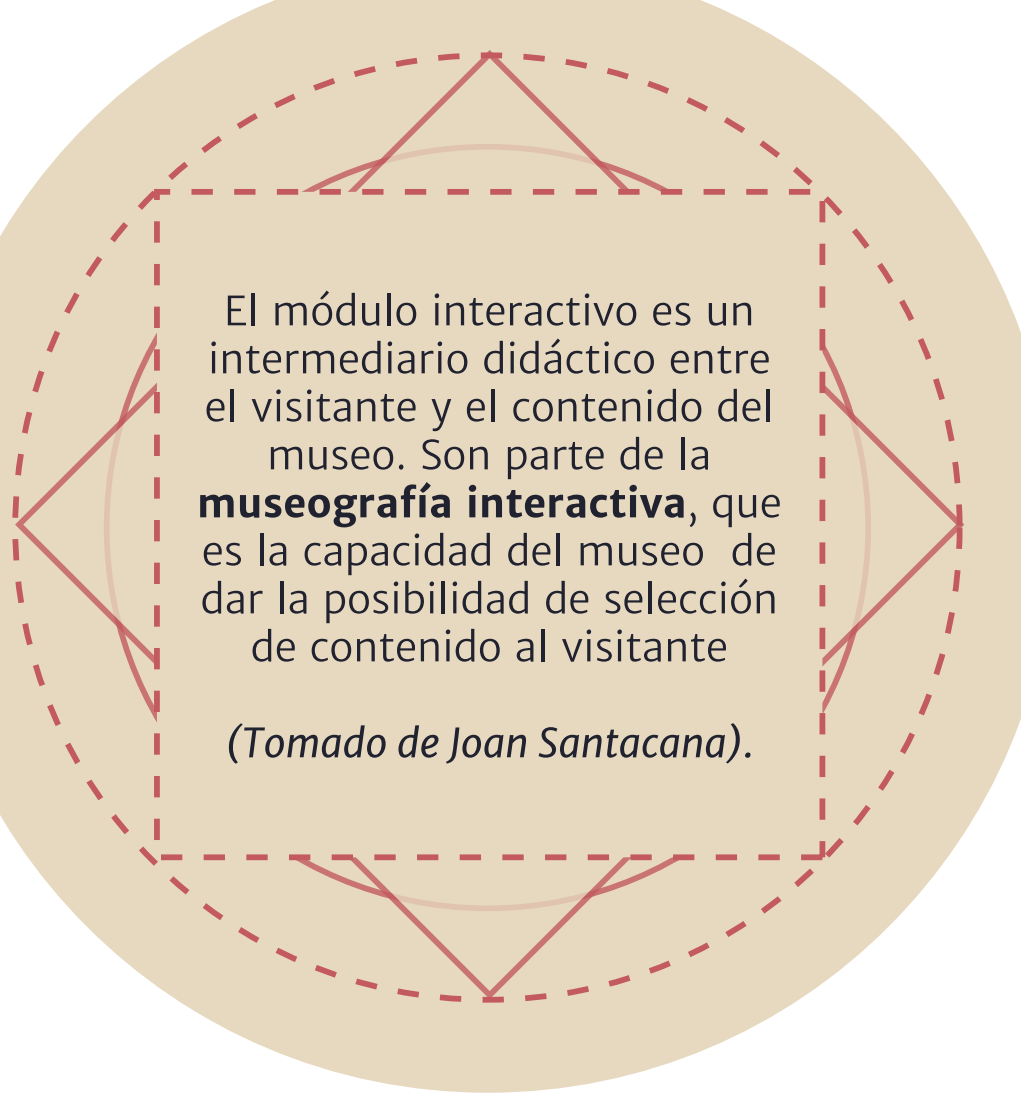 El módulo interactivo es un
intermediario didáctico entre
el visitante y el contenido del
museo. Son parte de la
museografía interactiva, que
es la capacidad del museo de
dar la posibilidad de selección
de contenido al visitante
(Tomado de Joan Santacana).